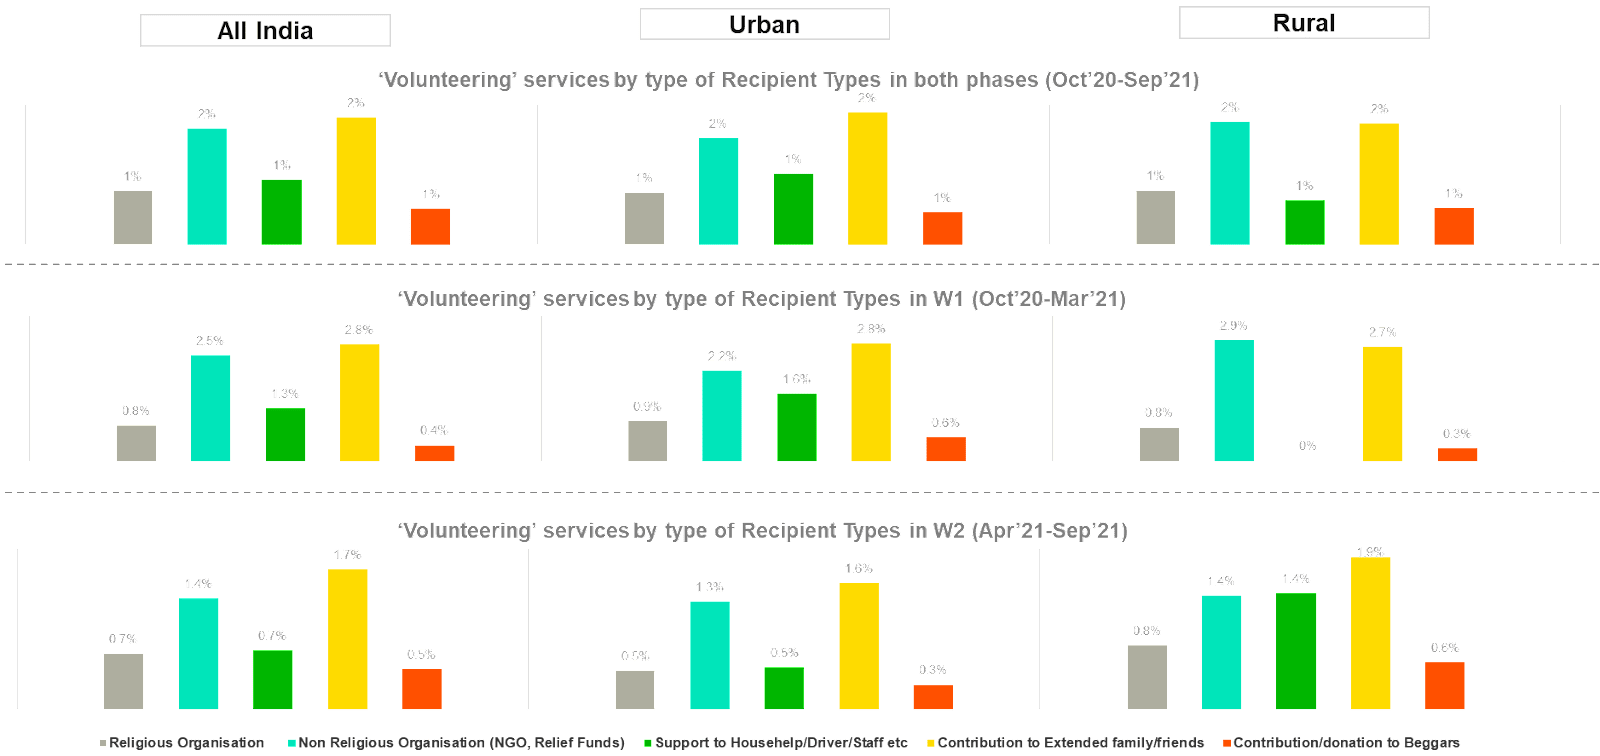 All India
Urban
Rural
‘Volunteering’ services by type of Recipient Types in both phases (Oct’20-Sep’21)
1% 2% 1% 2% 1%
1% 2% 1% 2% 1%
1% 2% 1% 2% 1%
‘Volunteering’ services by type of Recipient Types in W1 (Oct’20-Mar’21)
0.8% 2.5% 1.3% 2.8% 0.4%
0.9% 2.2% 1.6% 2.8% 0.6%
0.8% 2.9% 0% 2.7% 0.3%
‘Volunteering’ services by type of Recipient Types in W2 (Apr’21-Sep’21)
0.7% 1.4% 0.7% 1.7% 0.5%
0.5% 1.3% 0.5% 1.6% 0.3%
0.8% 1.4% 1.4% 1.9% 0.6%
Religious Organisation
Non Religious Organisation (NGO, Relief Funds)
Support to Househelp/Driver/Staff etc
Contribution to Extended family/friends
Contribution/donation to Beggars